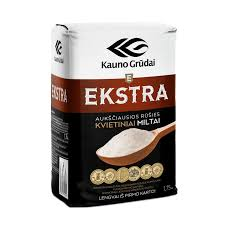 Kauno Grūdai
E
EKSTRA
AUKŠČIAUSIOS RŪŠIES
KVIETINIAI MILTAI
LENGVAI IŠ PIRMO KARTO!